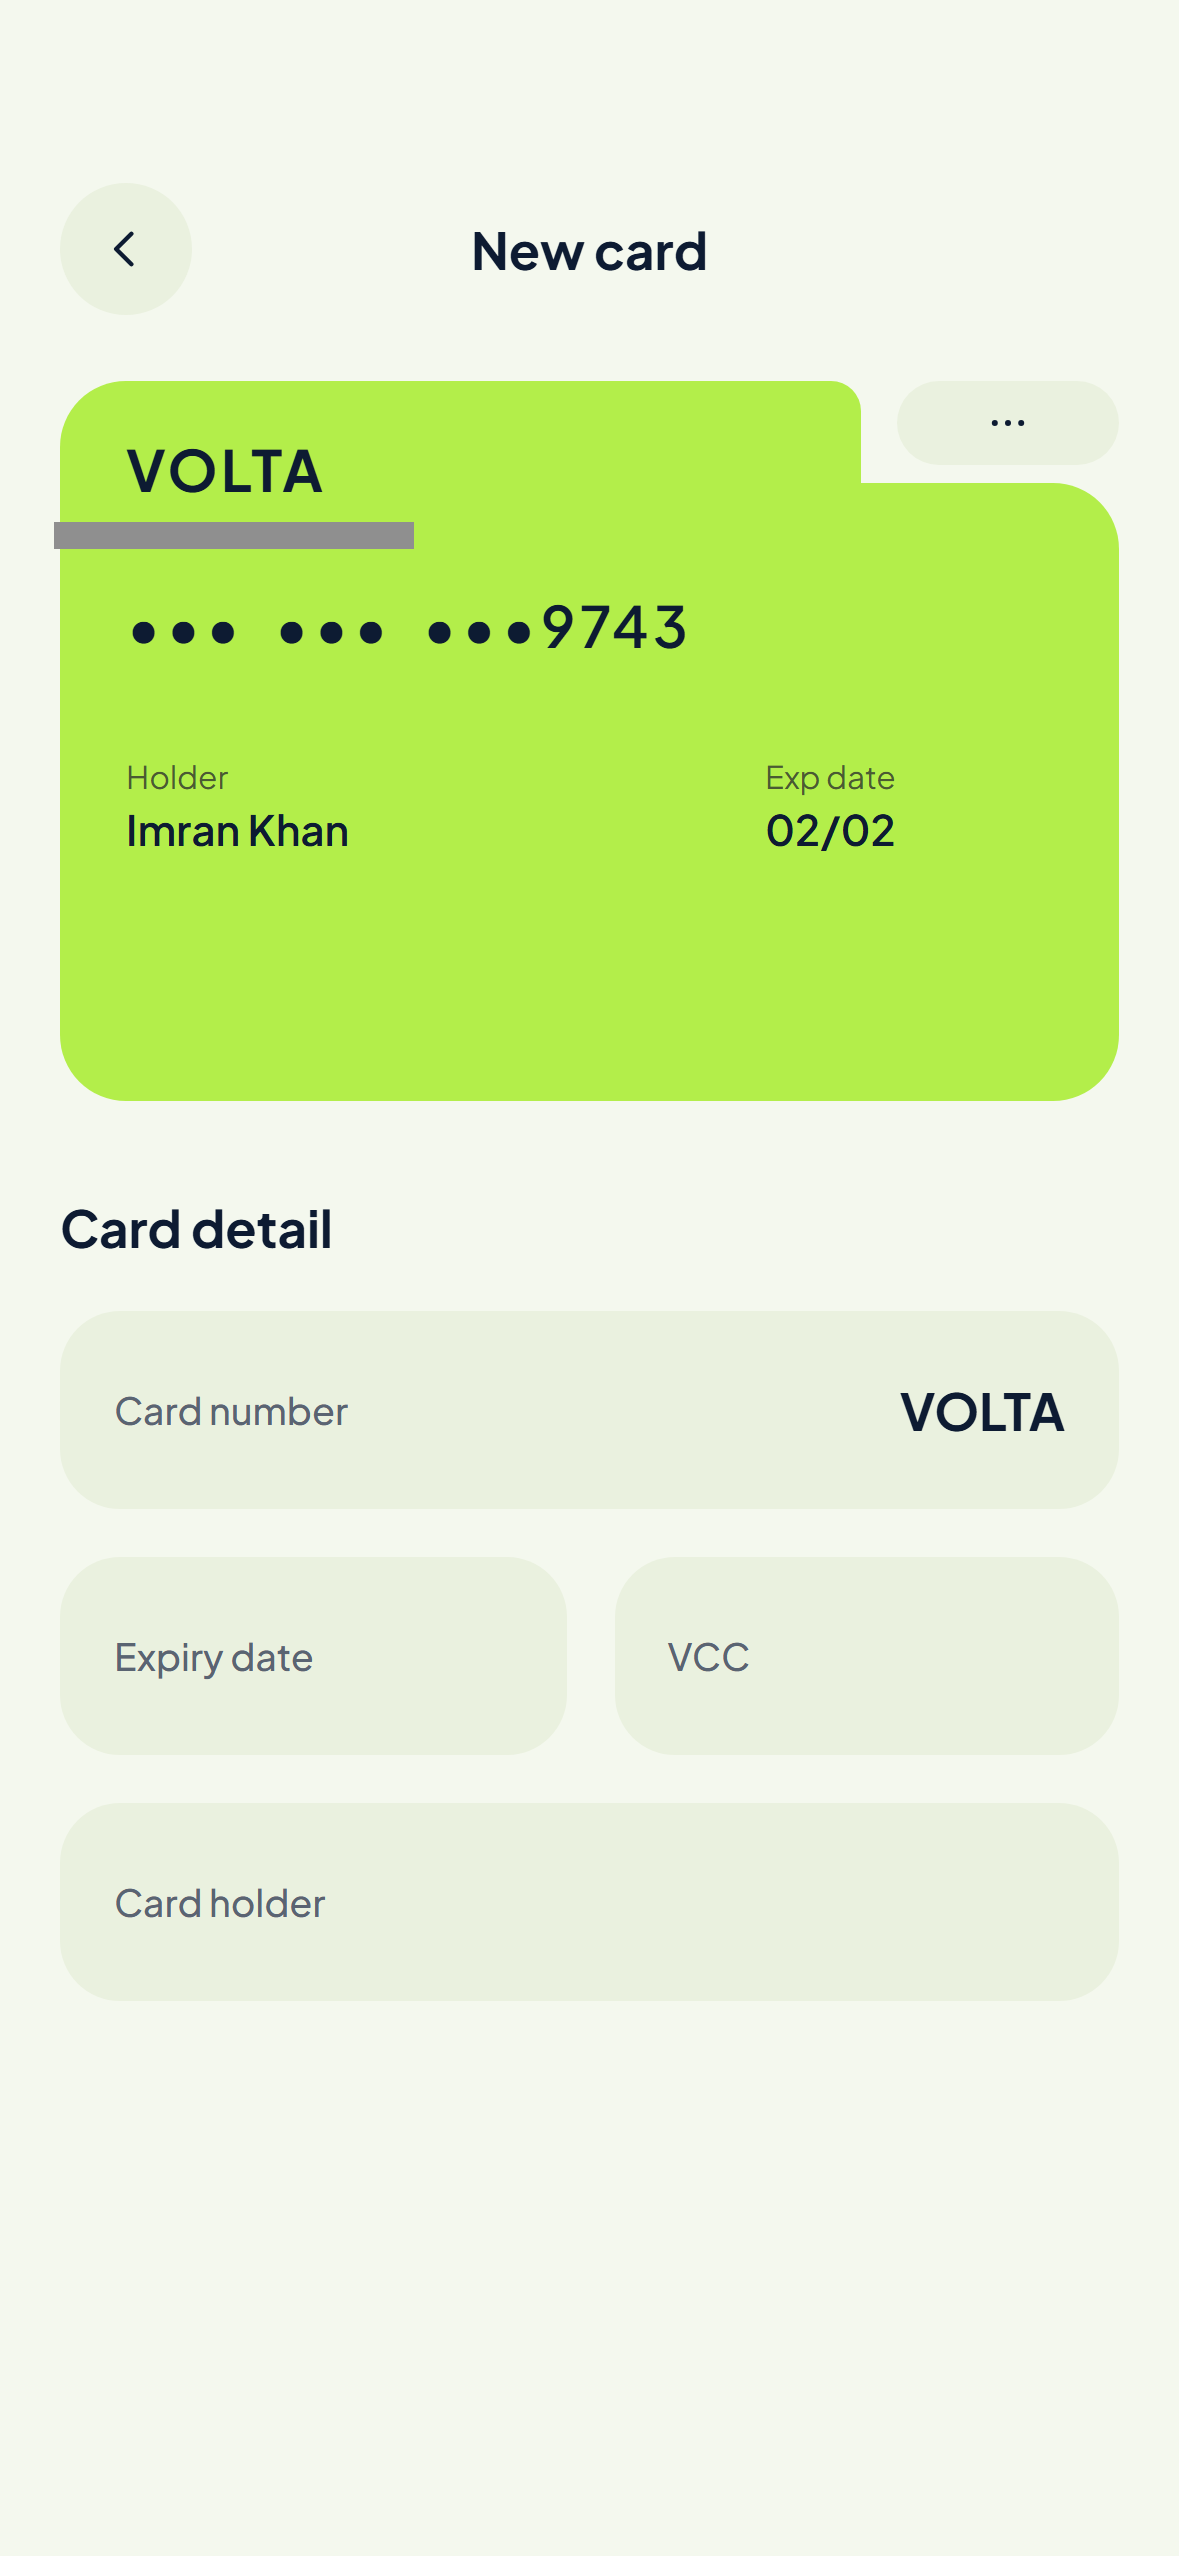 New card
VOLTA
••• ••• •••9743
Holder
Exp date
Imran Khan
02/02
Card detail
Card number
VOLTA
Expiry date
VCC
Card holder